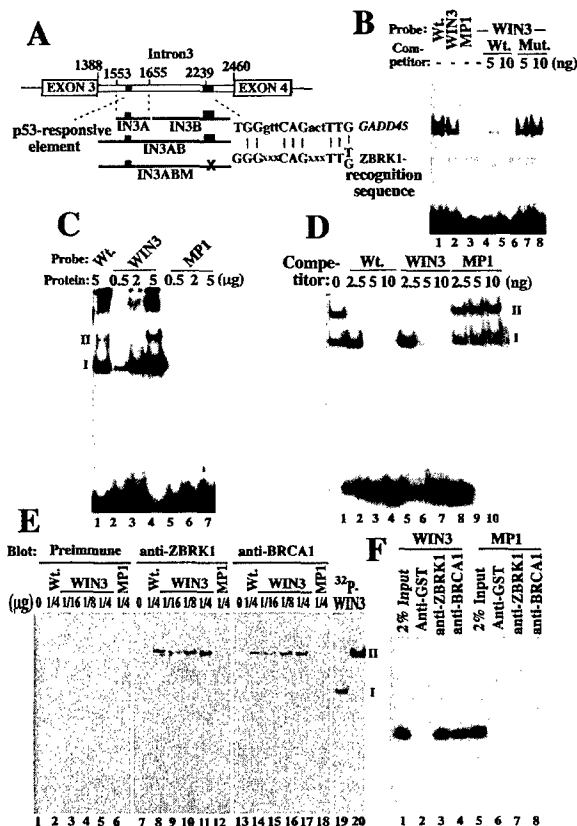 A
Intron3
1388 1553 1655 2239 2460
EXON 3 EXON 4
IN3A IN3B
p53-responsive
element
IN3AB
IN3ABM
X
TGGgttCAGactTTG GADD45
GGGxxxCAGxxxTTTG
ZBRK1-
recognition
sequence
B
Probe: Wt. WIN3 MP1 –WIN3–
Com-
petitor: - - - - Wt. Mut.
5 10 5 10 (ng)
1 2 3 4 5 6 7 8
C
Probe: Wt. WIN3 MP1
Protein: 5 0.5 2 5 0.5 2 5 (μg)
II
I
1 2 3 4 5 6 7
D
Compe-
titor: Wt. WIN3 MP1
0 2.5 5 10 2.5 5 10 2.5 5 10 (ng)
II
I
1 2 3 4 5 6 7 8 9 10
E
Blot: Preimmune anti-ZBRK1 anti-BRCA1
Wt. WIN3 MP1 Wt. WIN3 MP1 Wt. WIN3 MP1 32P-
WIN3
(μg) 0 1/4 1/16 1/8 1/4 1/4 0 1/4 1/16 1/8 1/4 1/4 0 1/4 1/16 1/8 1/4 1/4
II
I
1 2 3 4 5 6 7 8 9 10 11 12 13 14 15 16 17 18 19 20
F
WIN3 MP1
2% Input
Anti-GST
anti-ZBRK1
anti-BRCA1
2% Input
Anti-GST
anti-ZBRK1
anti-BRCA1
1 2 3 4 5 6 7 8